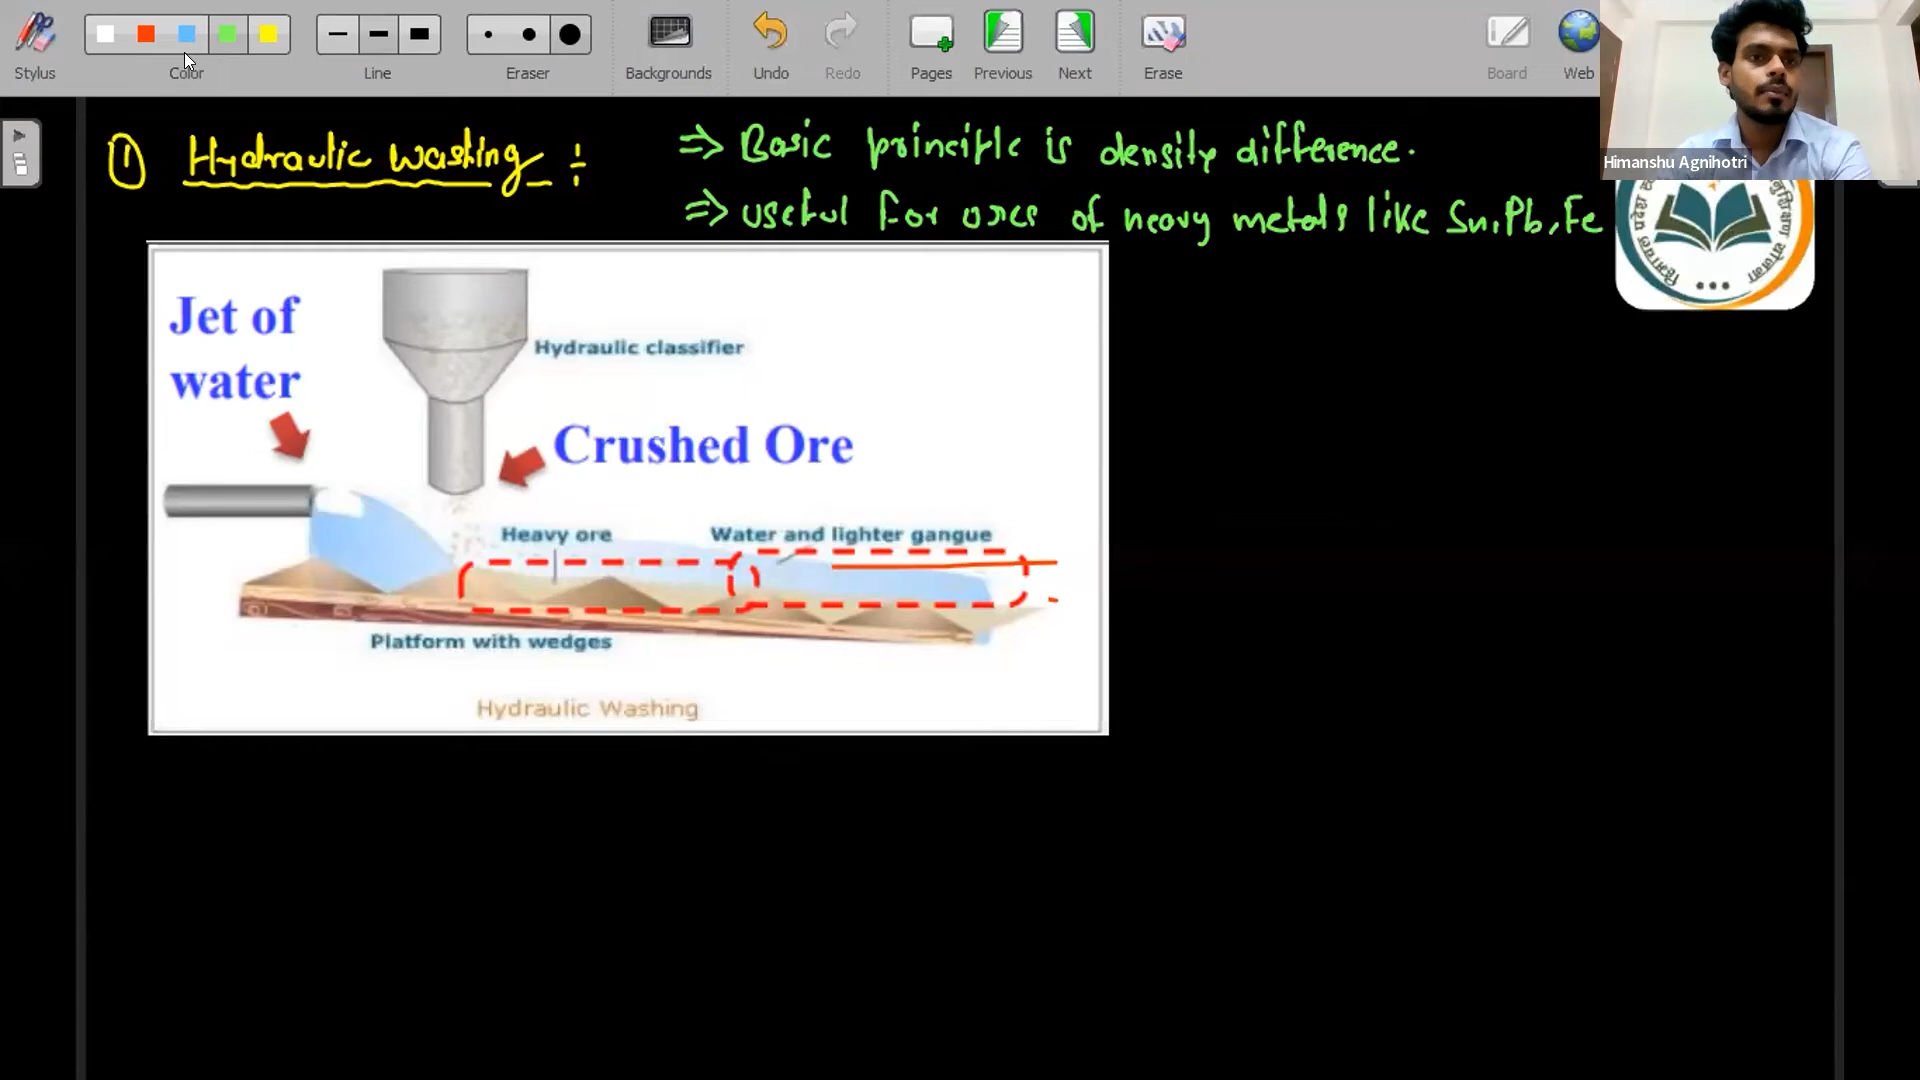 Stylus
Color
Line
Eraser
Backgrounds
Undo
Redo
Pages
Previous
Next
Erase
Board
Web
Himanshu Agnihotri
① Hydraulic washing :
⇒ Basic principle is density difference.
⇒ useful for ores of heavy metals like Sn, Pb, Fe
Jet of
water
Hydraulic classifier
Crushed Ore
Heavy ore
Water and lighter gangue
Platform with wedges
Hydraulic Washing